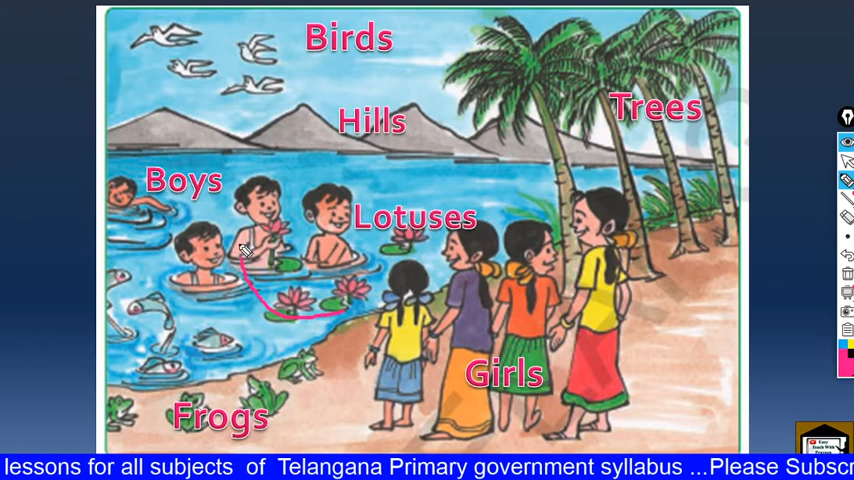 Birds
Hills
Trees
Boys
Lotuses
Girls
Frogs
lessons for all subjects of Telangana Primary government syllabus ...Please Subscr